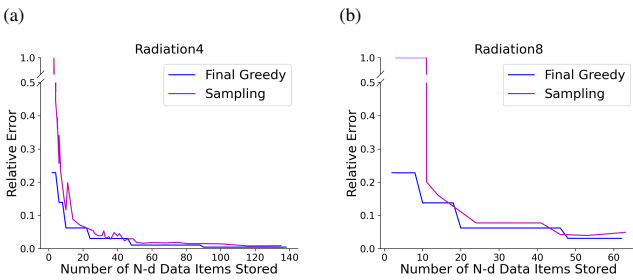 (a)
(b)
Radiation4
Radiation8
1.0
0.5
0.4
0.3
0.2
0.1
0.0
Relative Error
Final Greedy
Sampling
0 20 40 60 80 100 120 140
Number of N-d Data Items Stored
1.0
0.5
0.4
0.3
0.2
0.1
0.0
Relative Error
Final Greedy
Sampling
0 10 20 30 40 50 60
Number of N-d Data Items Stored